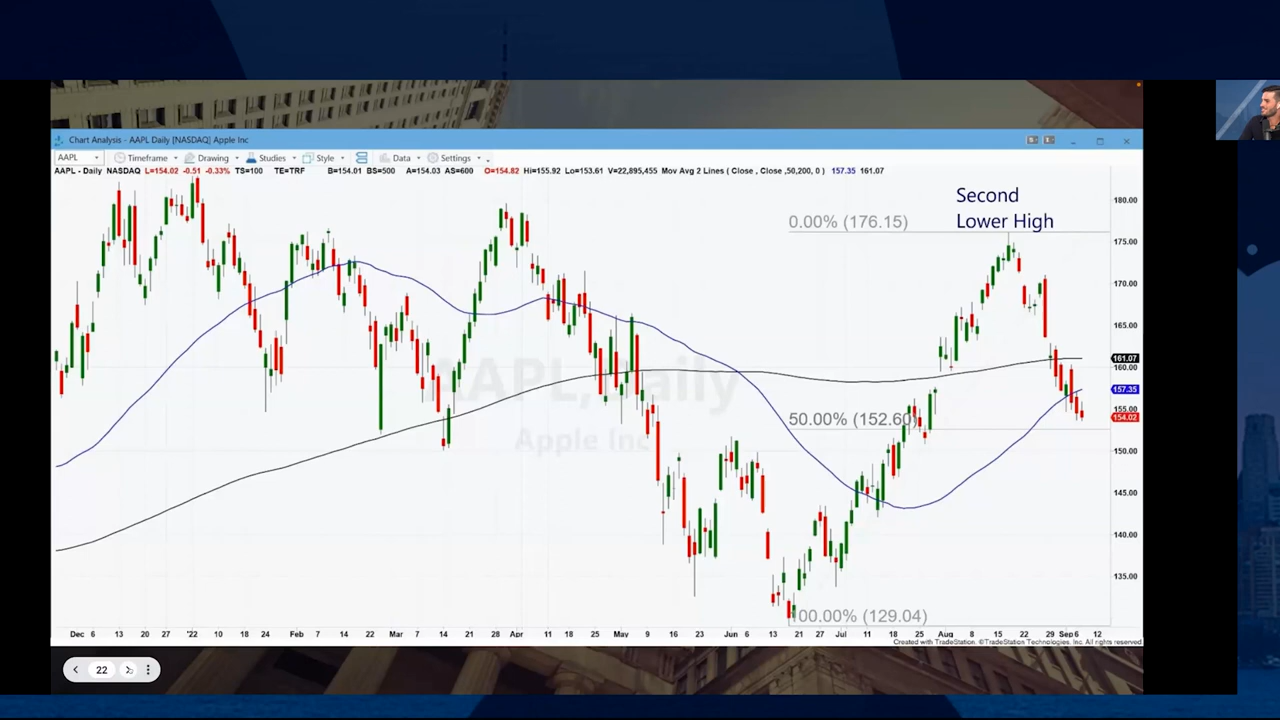 Chart Analysis - AAPL Daily [NASDAQ] Apple Inc
AAPL Timeframe Drawing Studies Style Data Settings
AAPL - Daily NASDAQ L=154.02 -0.51 -0.33% TS=100 TE=TRF B=154.01 BS=500 A=154.03 AS=600 O=154.82 Hi=155.92 Lo=153.61 V=22,895,455 Mov Avg 2 Lines ( Close , Close ,50,200, 0 ) 157.35 161.07
Second
Lower High
0.00% (176.15)
180.00
175.00
170.00
165.00
161.07
160.00
157.35
155.00
154.02
AAPL, Daily
Apple Inc
50.00% (152.60)
150.00
145.00
140.00
135.00
100.00% (129.04)
Dec 6 13 20 27 '22 10 18 24 Feb 7 14 22 Mar 7 14 21 28 Apr 11 18 25 May 9 16 23 Jun 6 13 21 27 Jul 11 18 25 Aug 8 15 22 29 Sep 6 12
Created with TradeStation. ©TradeStation Technologies, Inc. All rights reserved
22